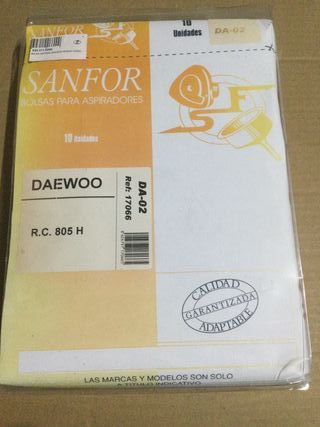 10
Unidades
DA-02
SANFOR
BOLSAS PARA ASPIRADORES
10 Unidades
DAEWOO
R.C. 805 H
DA-02
Ref: 17066
CALIDAD
GARANTIZADA
ADAPTABLE
LAS MARCAS Y MODELOS SON SOLO
A TITULO INDICATIVO